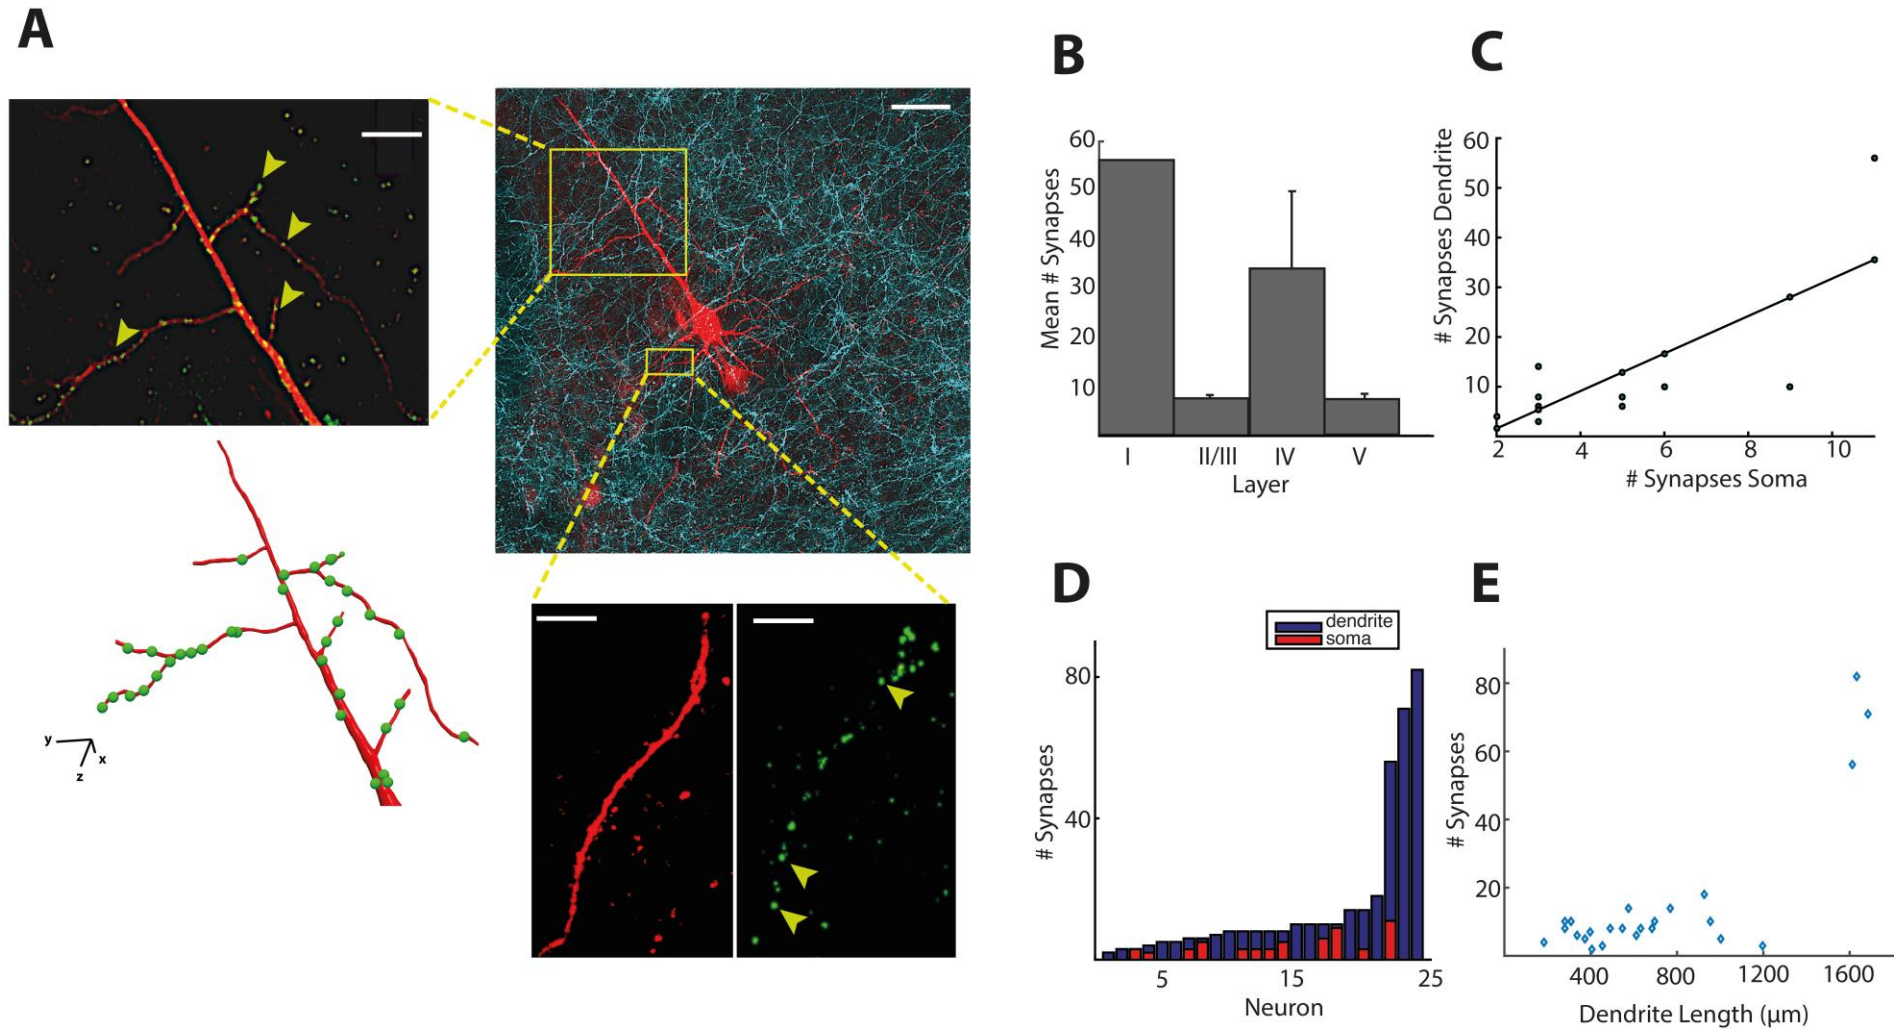 A
y
x
z
B
Mean # Synapses
60
50
40
30
20
10
I II/III IV V
Layer
C
# Synapses Dendrite
60
50
40
30
20
10
2 4 6 8 10
# Synapses Soma
D
dendrite
soma
# Synapses
80
40
5 15 25
Neuron
E
# Synapses
80
60
40
20
400 800 1200 1600
Dendrite Length (µm)